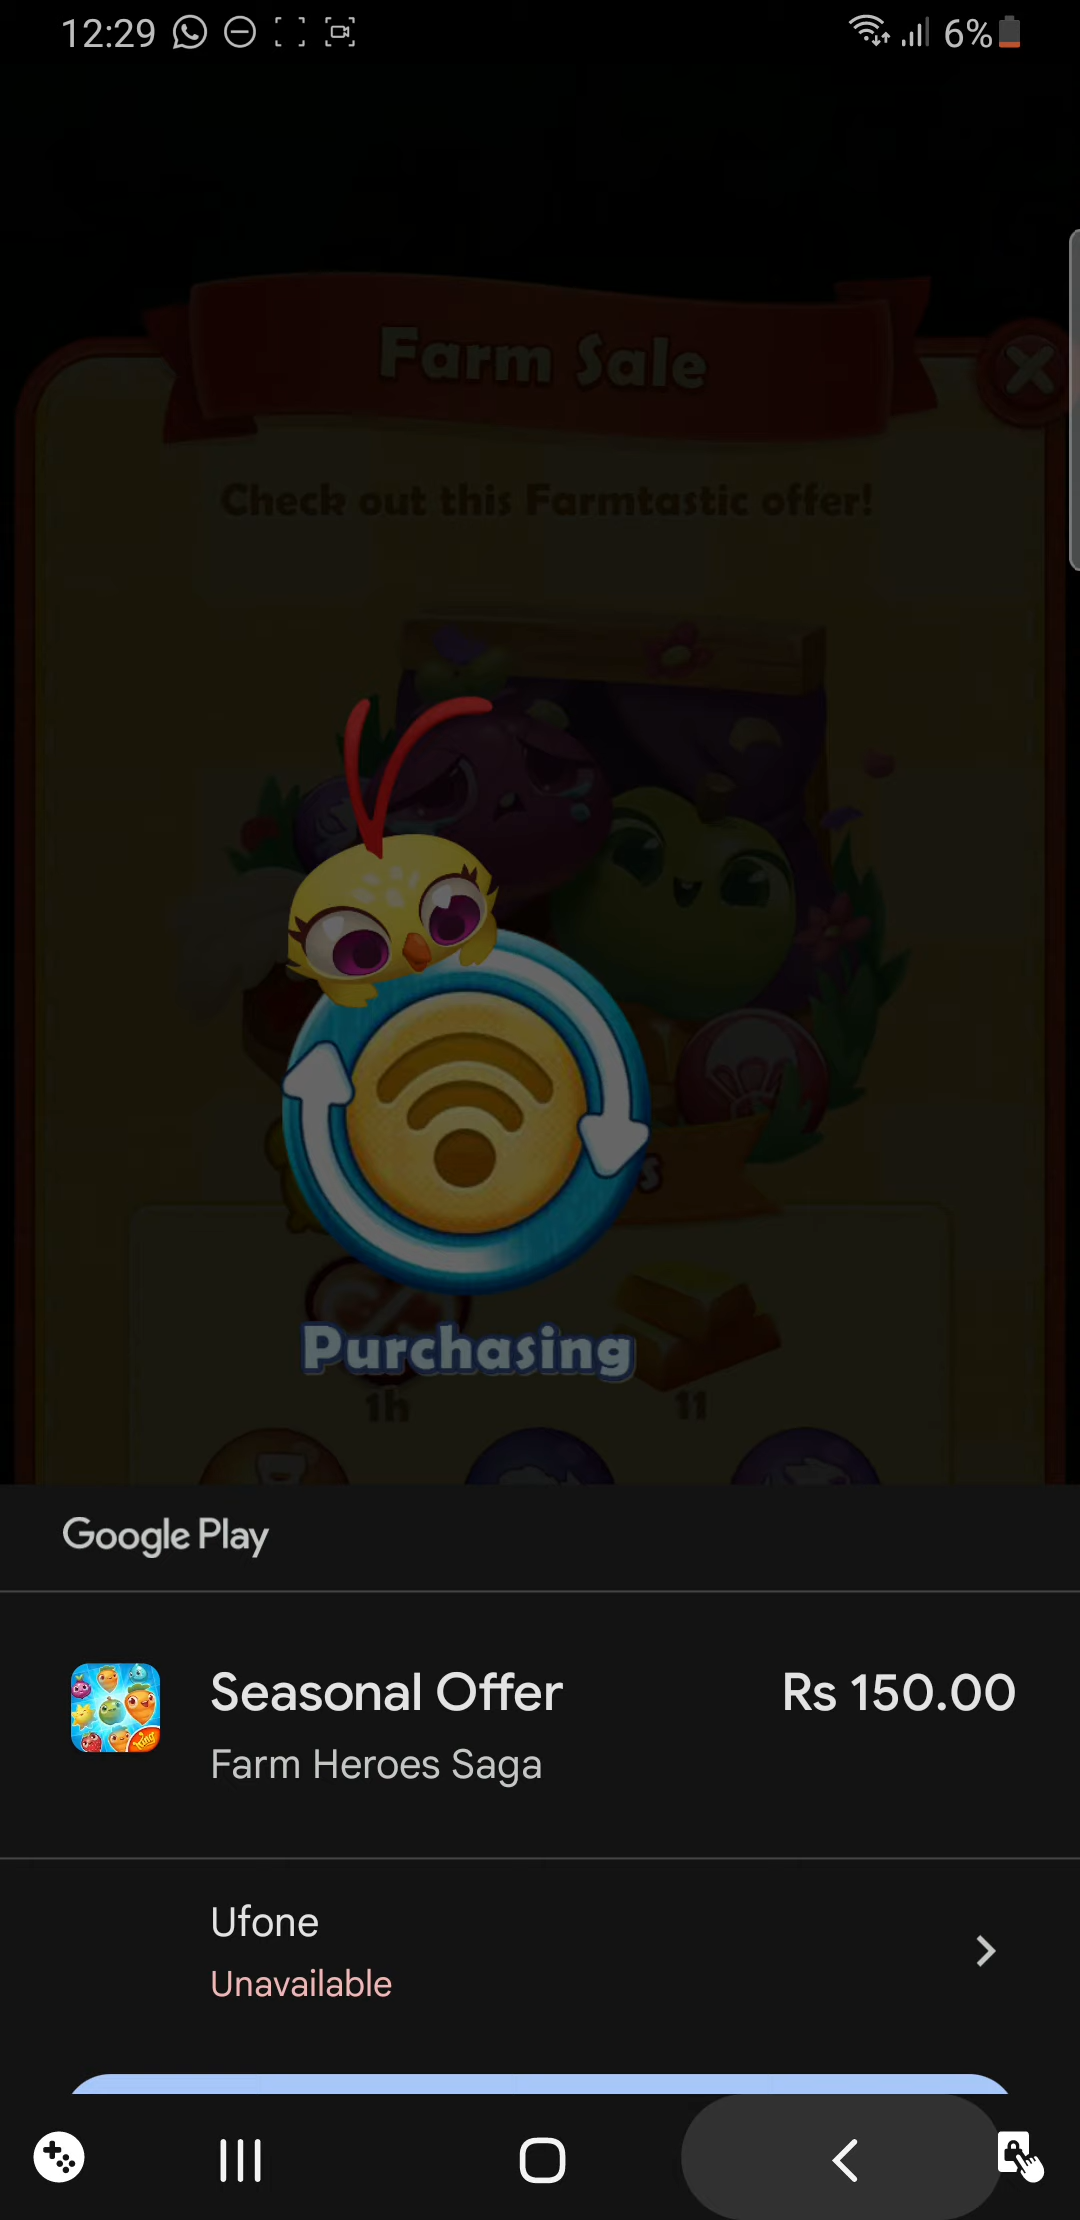 12:29
6%
Farm Sale
Check out this Farmtastic offer!
Purchasing
1h
11
Google Play
Seasonal Offer
Rs 150.00
Farm Heroes Saga
Ufone
Unavailable